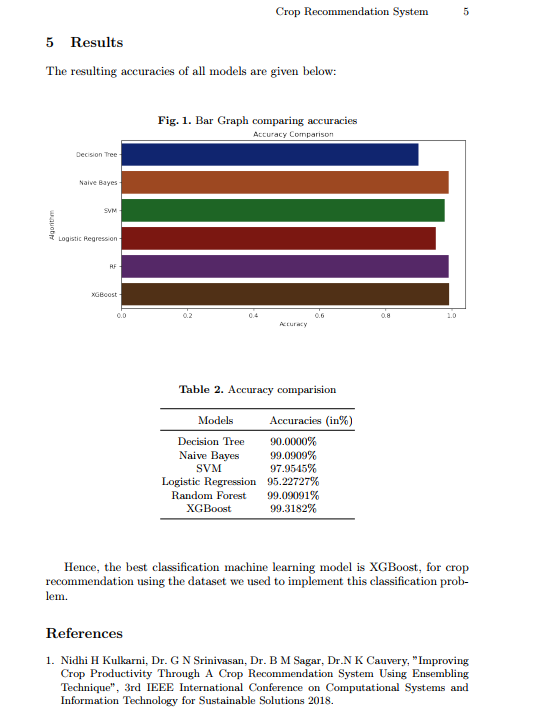 Crop Recommendation System 5
5 Results
The resulting accuracies of all models are given below:
Fig. 1. Bar Graph comparing accuracies
Accuracy Comparison
Decision Tree
Naive Bayes
SVM
Logistic Regression
RF
XGBoost
Algorithm
0.0 0.2 0.4 0.6 0.8 1.0
Accuracy
Table 2. Accuracy comparision
Models Accuracies (in%)
Decision Tree 90.0000%
Naive Bayes 99.0909%
SVM 97.9545%
Logistic Regression 95.22727%
Random Forest 99.09091%
XGBoost 99.3182%
Hence, the best classification machine learning model is XGBoost, for crop
recommendation using the dataset we used to implement this classification prob-
lem.
References
1. Nidhi H Kulkarni, Dr. G N Srinivasan, Dr. B M Sagar, Dr.N K Cauvery, ”Improving
Crop Productivity Through A Crop Recommendation System Using Ensembling
Technique”, 3rd IEEE International Conference on Computational Systems and
Information Technology for Sustainable Solutions 2018.